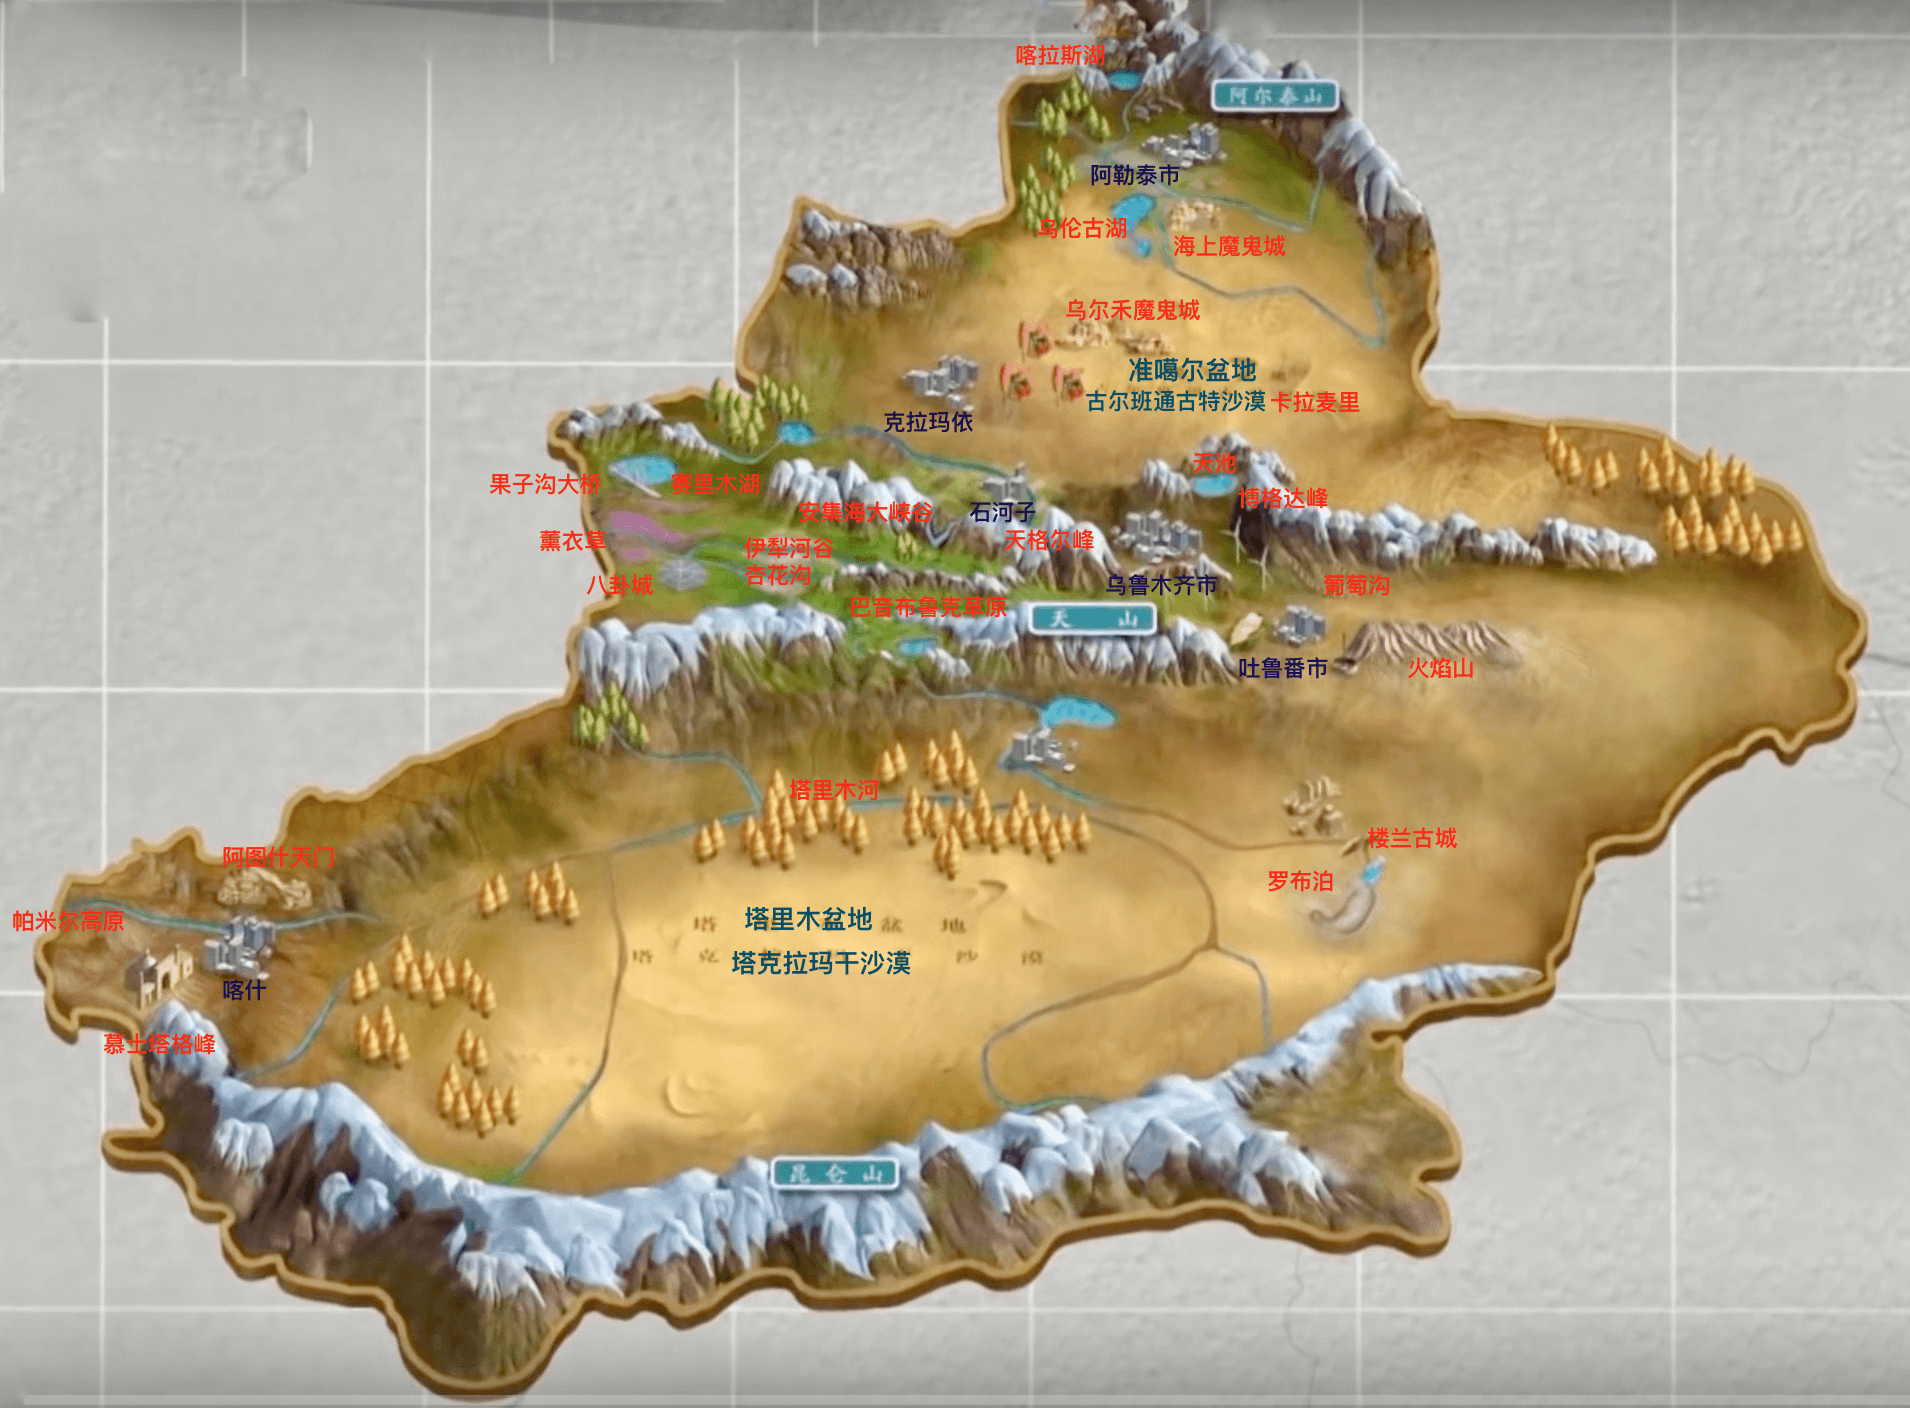 喀拉斯湖
阿尔泰山
阿勒泰市
乌伦古湖
海上魔鬼城
乌尔禾魔鬼城
准噶尔盆地
古尔班通古特沙漠
卡拉麦里
克拉玛依
天池
果子沟大桥
赛里木湖
博格达峰
安集海大峡谷
石河子
薰衣草
天格尔峰
伊犁河谷
杏花沟
八卦城
乌鲁木齐市
葡萄沟
巴音布鲁克草原
天山
吐鲁番市
火焰山
塔里木河
楼兰古城
阿图什天门
罗布泊
帕米尔高原
塔里木盆地
塔 盆 地
塔克拉玛干沙漠
塔 克 沙 漠
喀什
慕士塔格峰
昆仑山